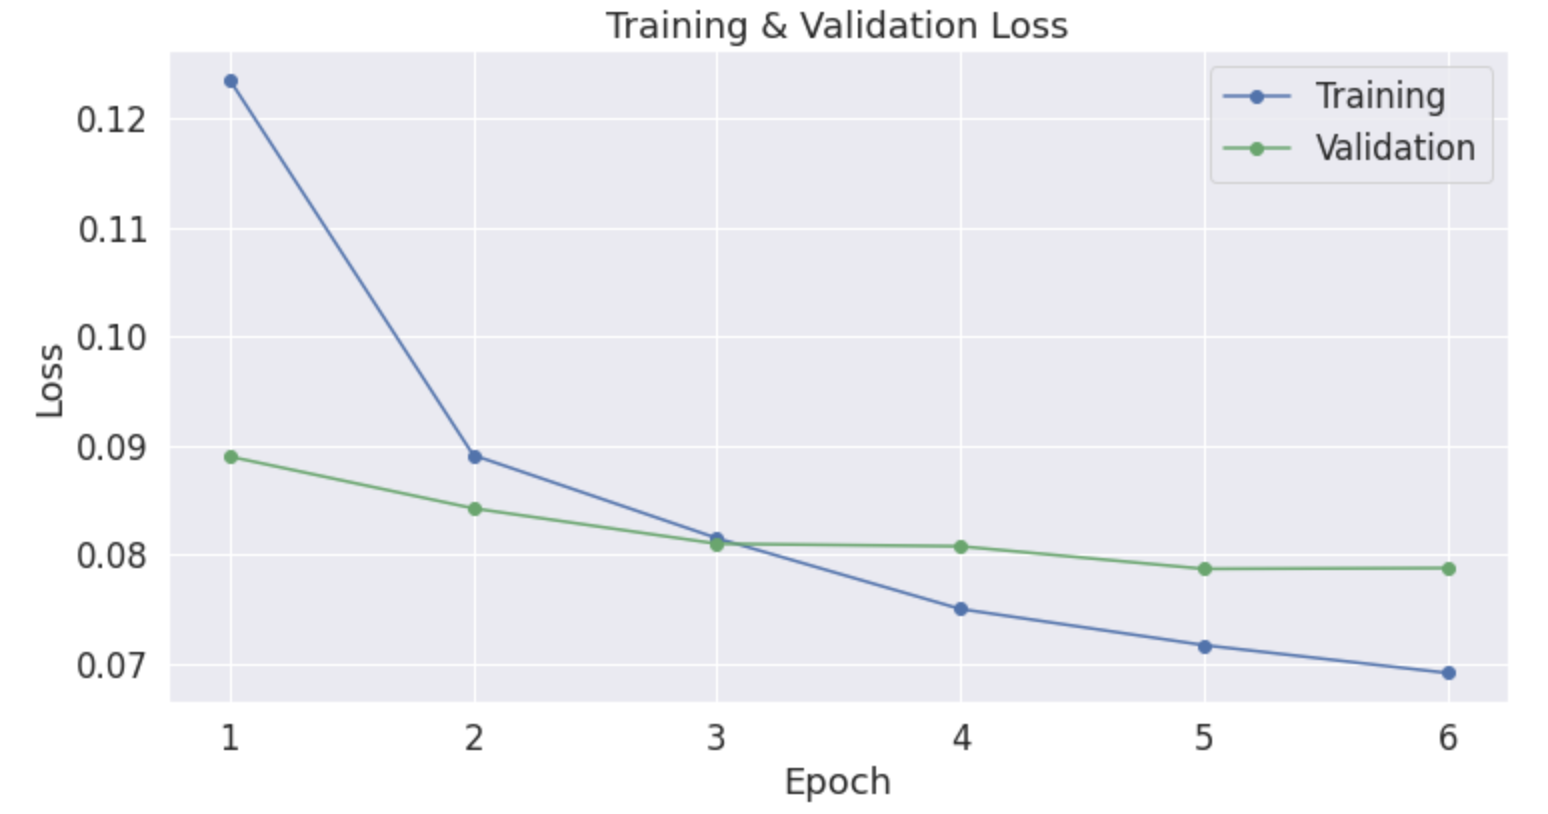 Training & Validation Loss
Training
Validation
0.12
0.11
0.10
0.09
0.08
0.07
Loss
1 2 3 4 5 6
Epoch